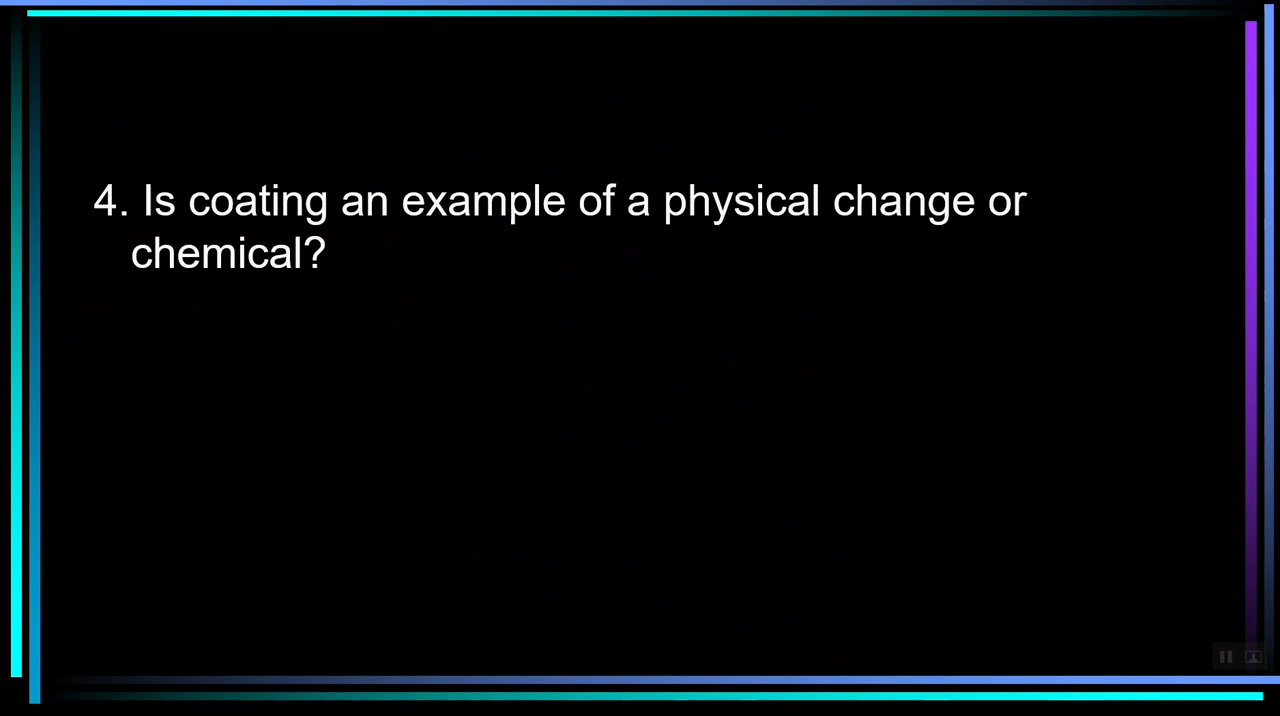 4. Is coating an example of a physical change or
chemical?